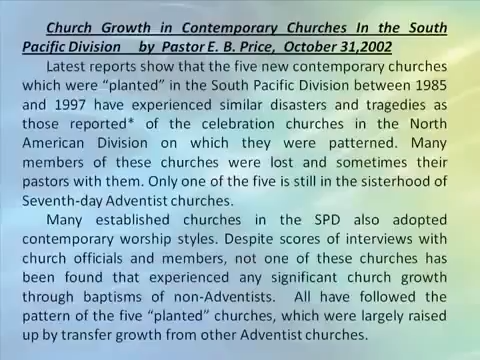 Church Growth in Contemporary Churches In the South
Pacific Division by Pastor E. B. Price, October 31,2002
Latest reports show that the five new contemporary churches
which were “planted” in the South Pacific Division between 1985
and 1997 have experienced similar disasters and tragedies as
those reported* of the celebration churches in the North
American Division on which they were patterned. Many
members of these churches were lost and sometimes their
pastors with them. Only one of the five is still in the sisterhood of
Seventh-day Adventist churches.
Many established churches in the SPD also adopted
contemporary worship styles. Despite scores of interviews with
church officials and members, not one of these churches has
been found that experienced any significant church growth
through baptisms of non-Adventists. All have followed the
pattern of the five “planted” churches, which were largely raised
up by transfer growth from other Adventist churches.